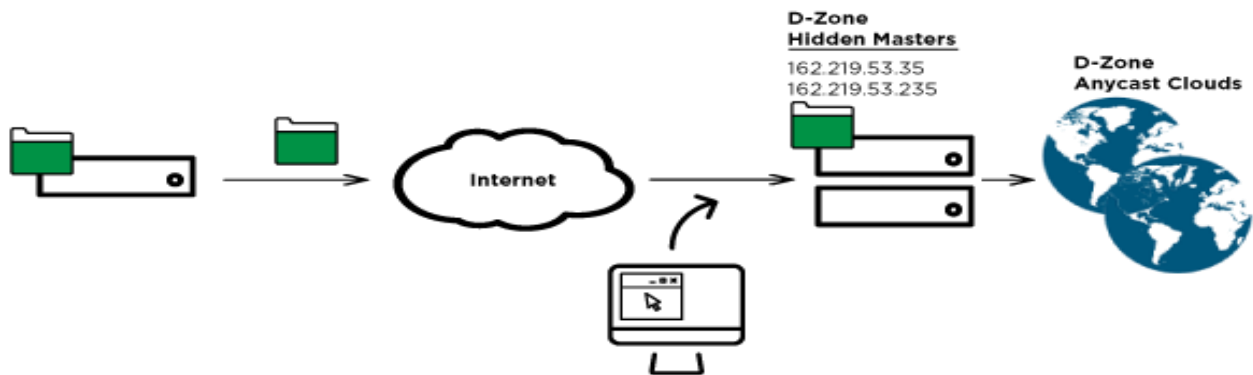 D-Zone
Hidden Masters
162.219.53.35
162.219.53.235
D-Zone
Anycast Clouds
Internet